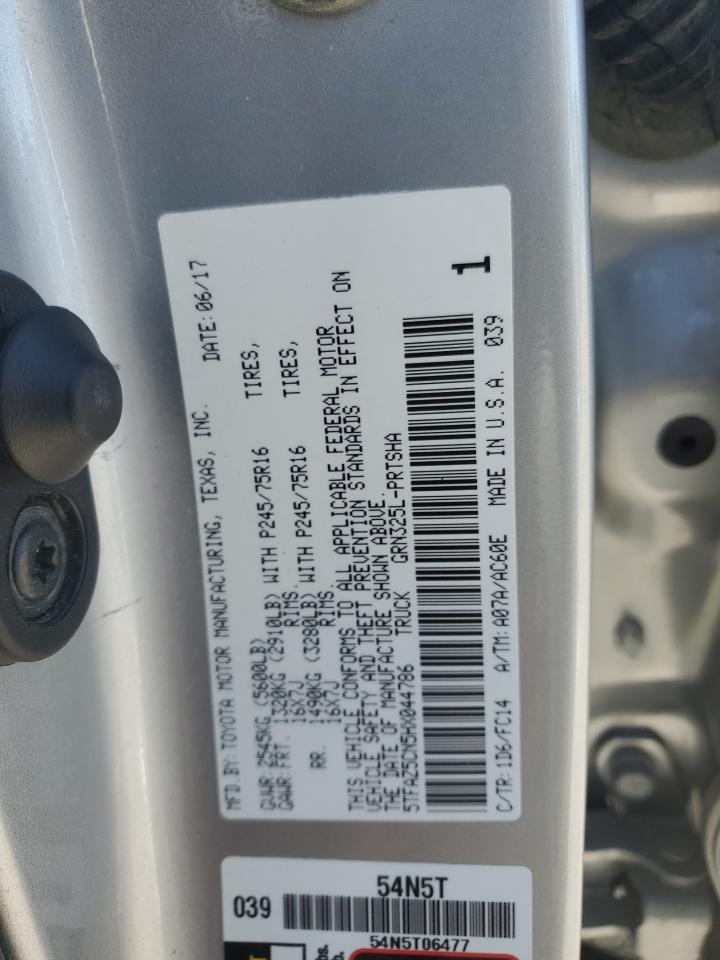 MFD.BY:TOYOTA MOTOR MANUFACTURING, TEXAS, INC. DATE:06/17
GVWR:2545KG (5600LB)
GAWR:FRT. 1320KG (2910LB) WITH P245/75R16 TIRES,
16X7J RIMS.
RR. 1490KG (3280LB) WITH P245/75R16 TIRES,
16X7J RIMS.
THIS VEHICLE CONFORMS TO ALL APPLICABLE FEDERAL MOTOR
VEHICLE SAFETY AND THEFT PREVENTION STANDARDS IN EFFECT ON
THE DATE OF MANUFACTURE SHOWN ABOVE.
5TFAZ5CN5HX044786 TRUCK GRN325L-PRTSHA
1
C/TR:1D6/FC14 A/TM:A07A/AC60E MADE IN U.S.A. 039
54N5T
039
54N5T06477